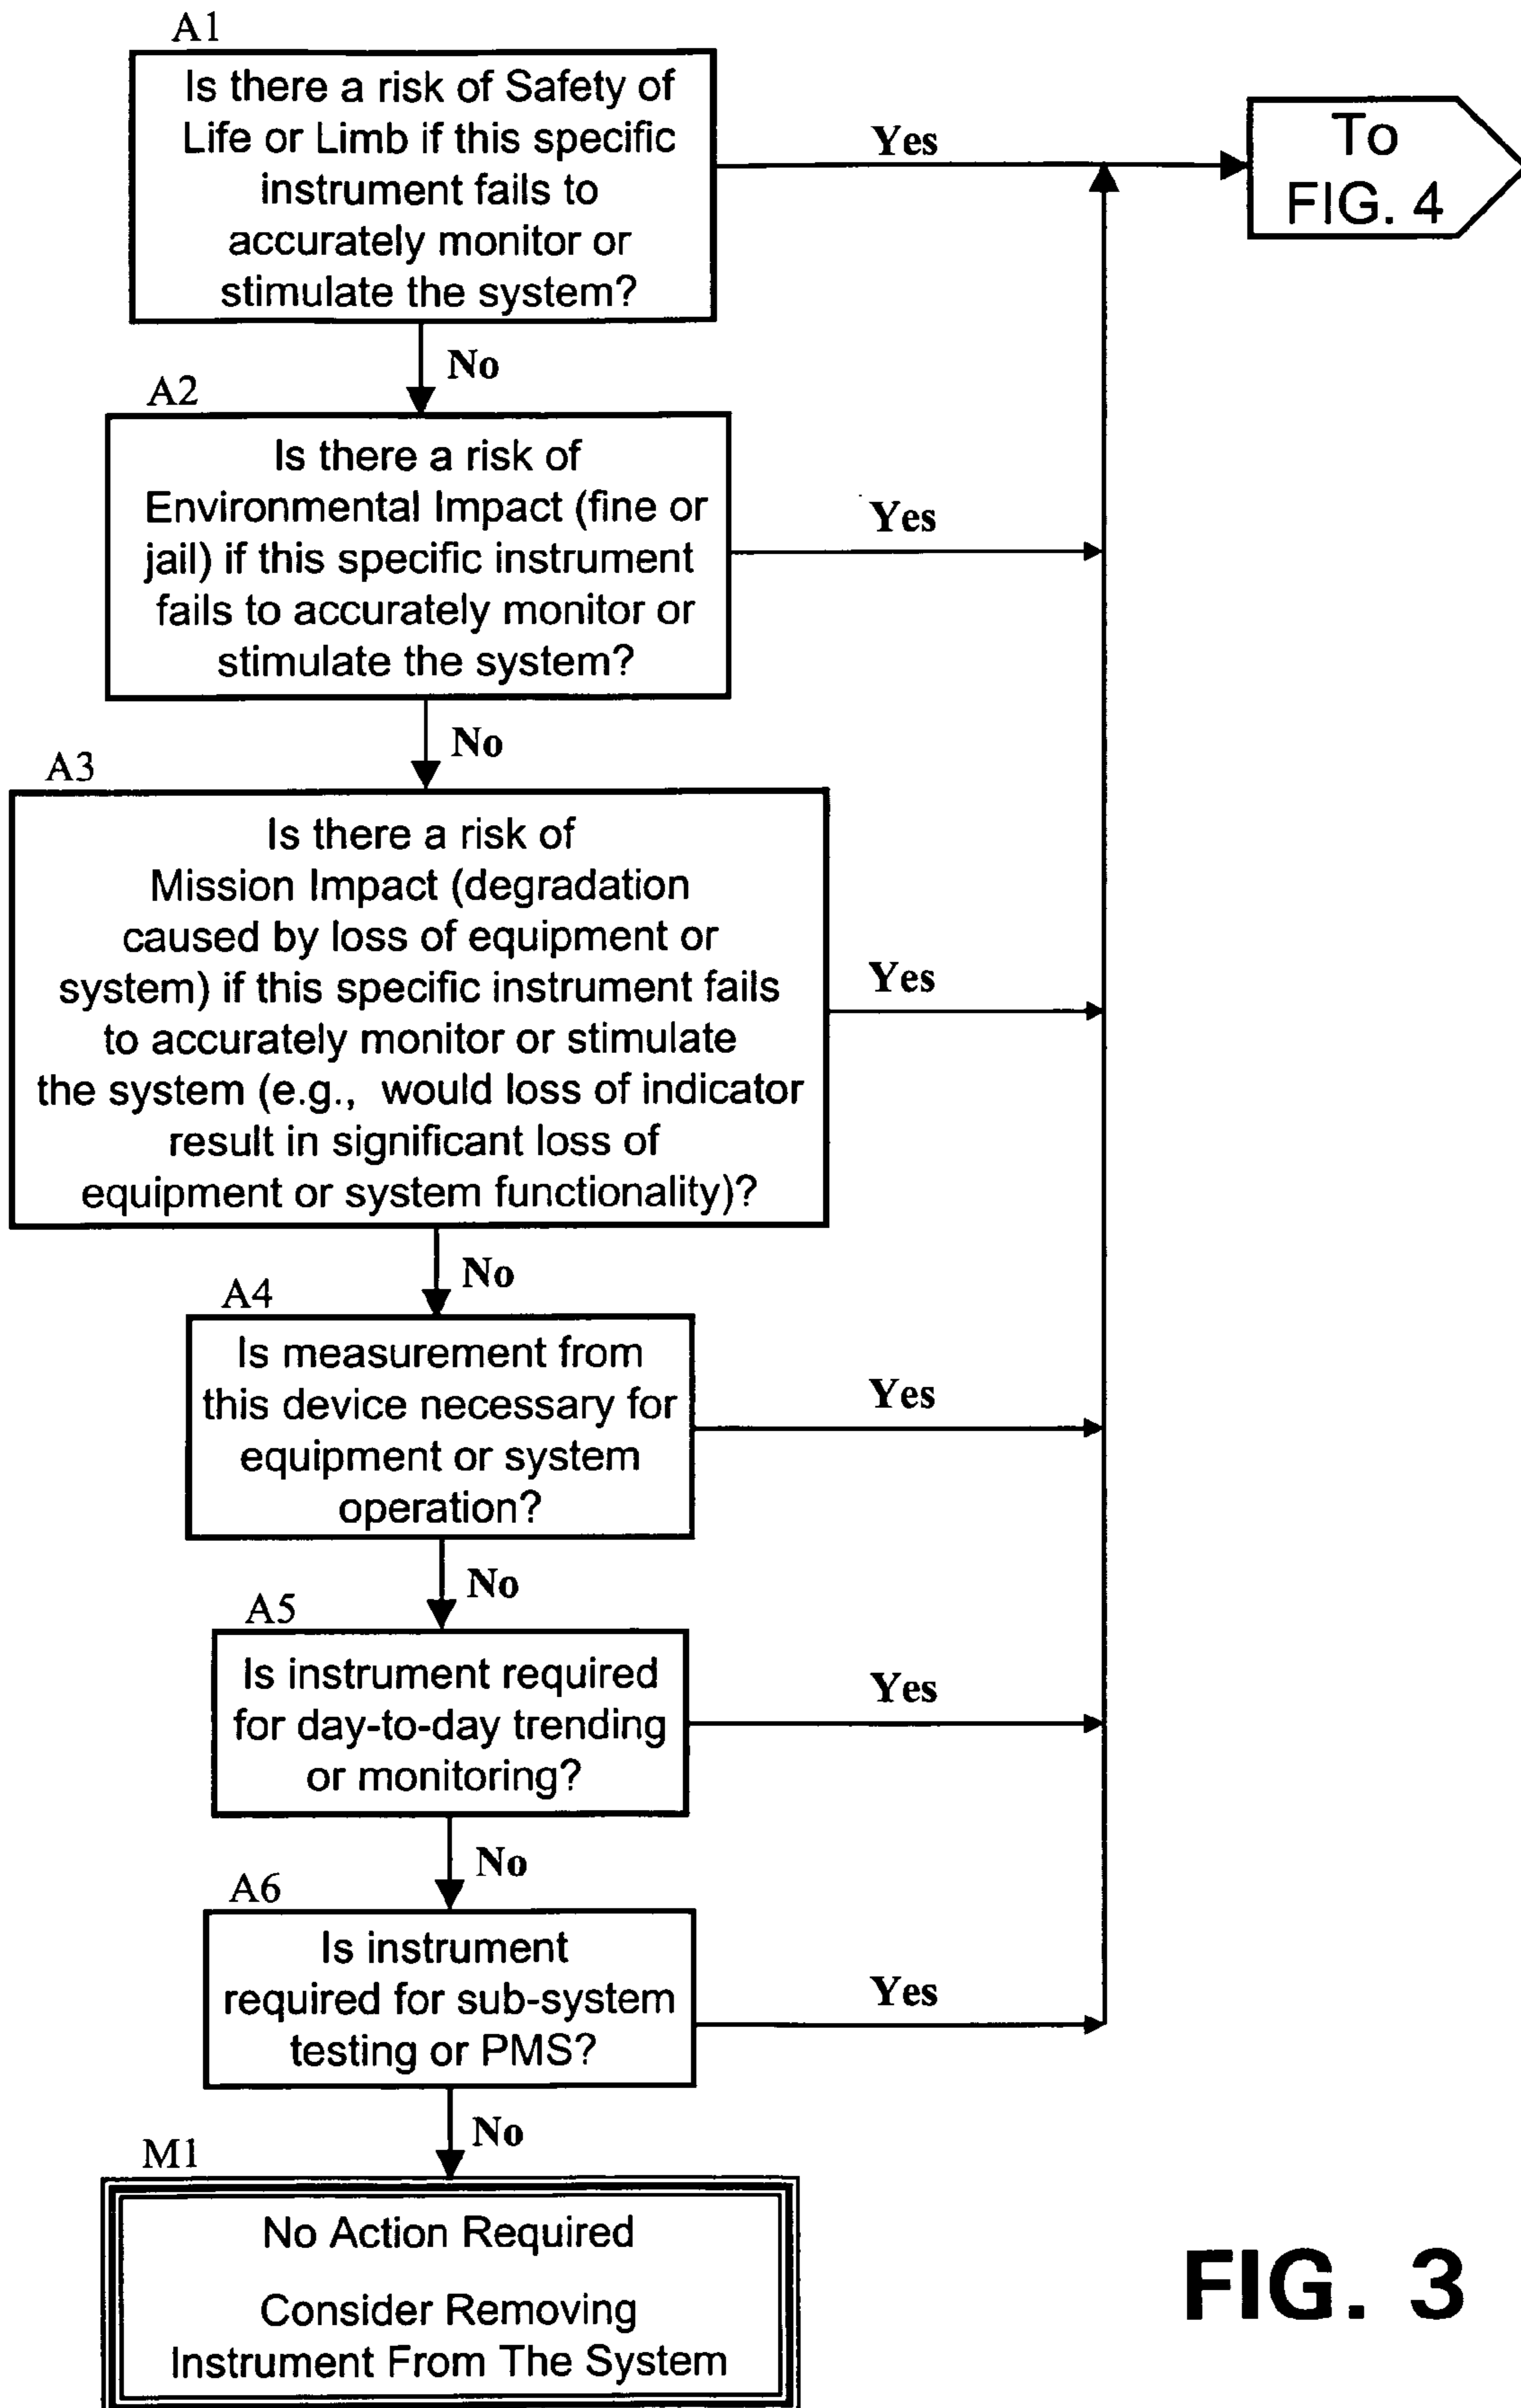 A1
Is there a risk of Safety of
Life or Limb if this specific
instrument fails to
accurately monitor or
stimulate the system?
Yes
To
FIG. 4
No
A2
Is there a risk of
Environmental Impact (fine or
jail) if this specific instrument
fails to accurately monitor or
stimulate the system?
Yes
No
A3
Is there a risk of
Mission Impact (degradation
caused by loss of equipment or
system) if this specific instrument fails
to accurately monitor or stimulate
the system (e.g., would loss of indicator
result in significant loss of
equipment or system functionality)?
Yes
No
A4
Is measurement from
this device necessary for
equipment or system
operation?
Yes
No
A5
Is instrument required
for day-to-day trending
or monitoring?
Yes
No
A6
Is instrument
required for sub-system
testing or PMS?
Yes
No
M1
No Action Required
Consider Removing
Instrument From The System
FIG. 3